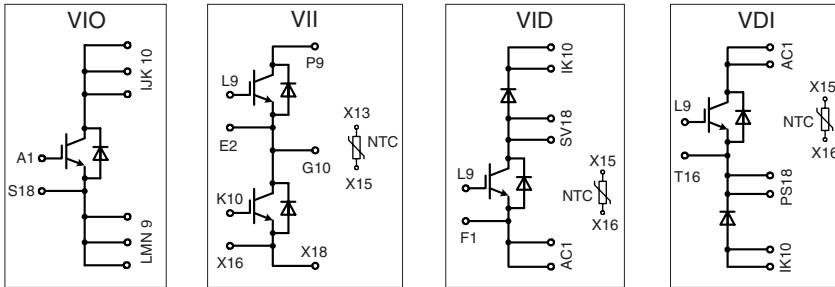 VIO
IJK 10
A1
S18
LMN 9
VII
P9
L9
X13
NTC
E2
G10
X15
K10
X16
X18
VID
IK10
SV18
L9
X15
NTC
X16
F1
AC1
VDI
AC1
X15
L9
NTC
X16
T16
PS18
IK10